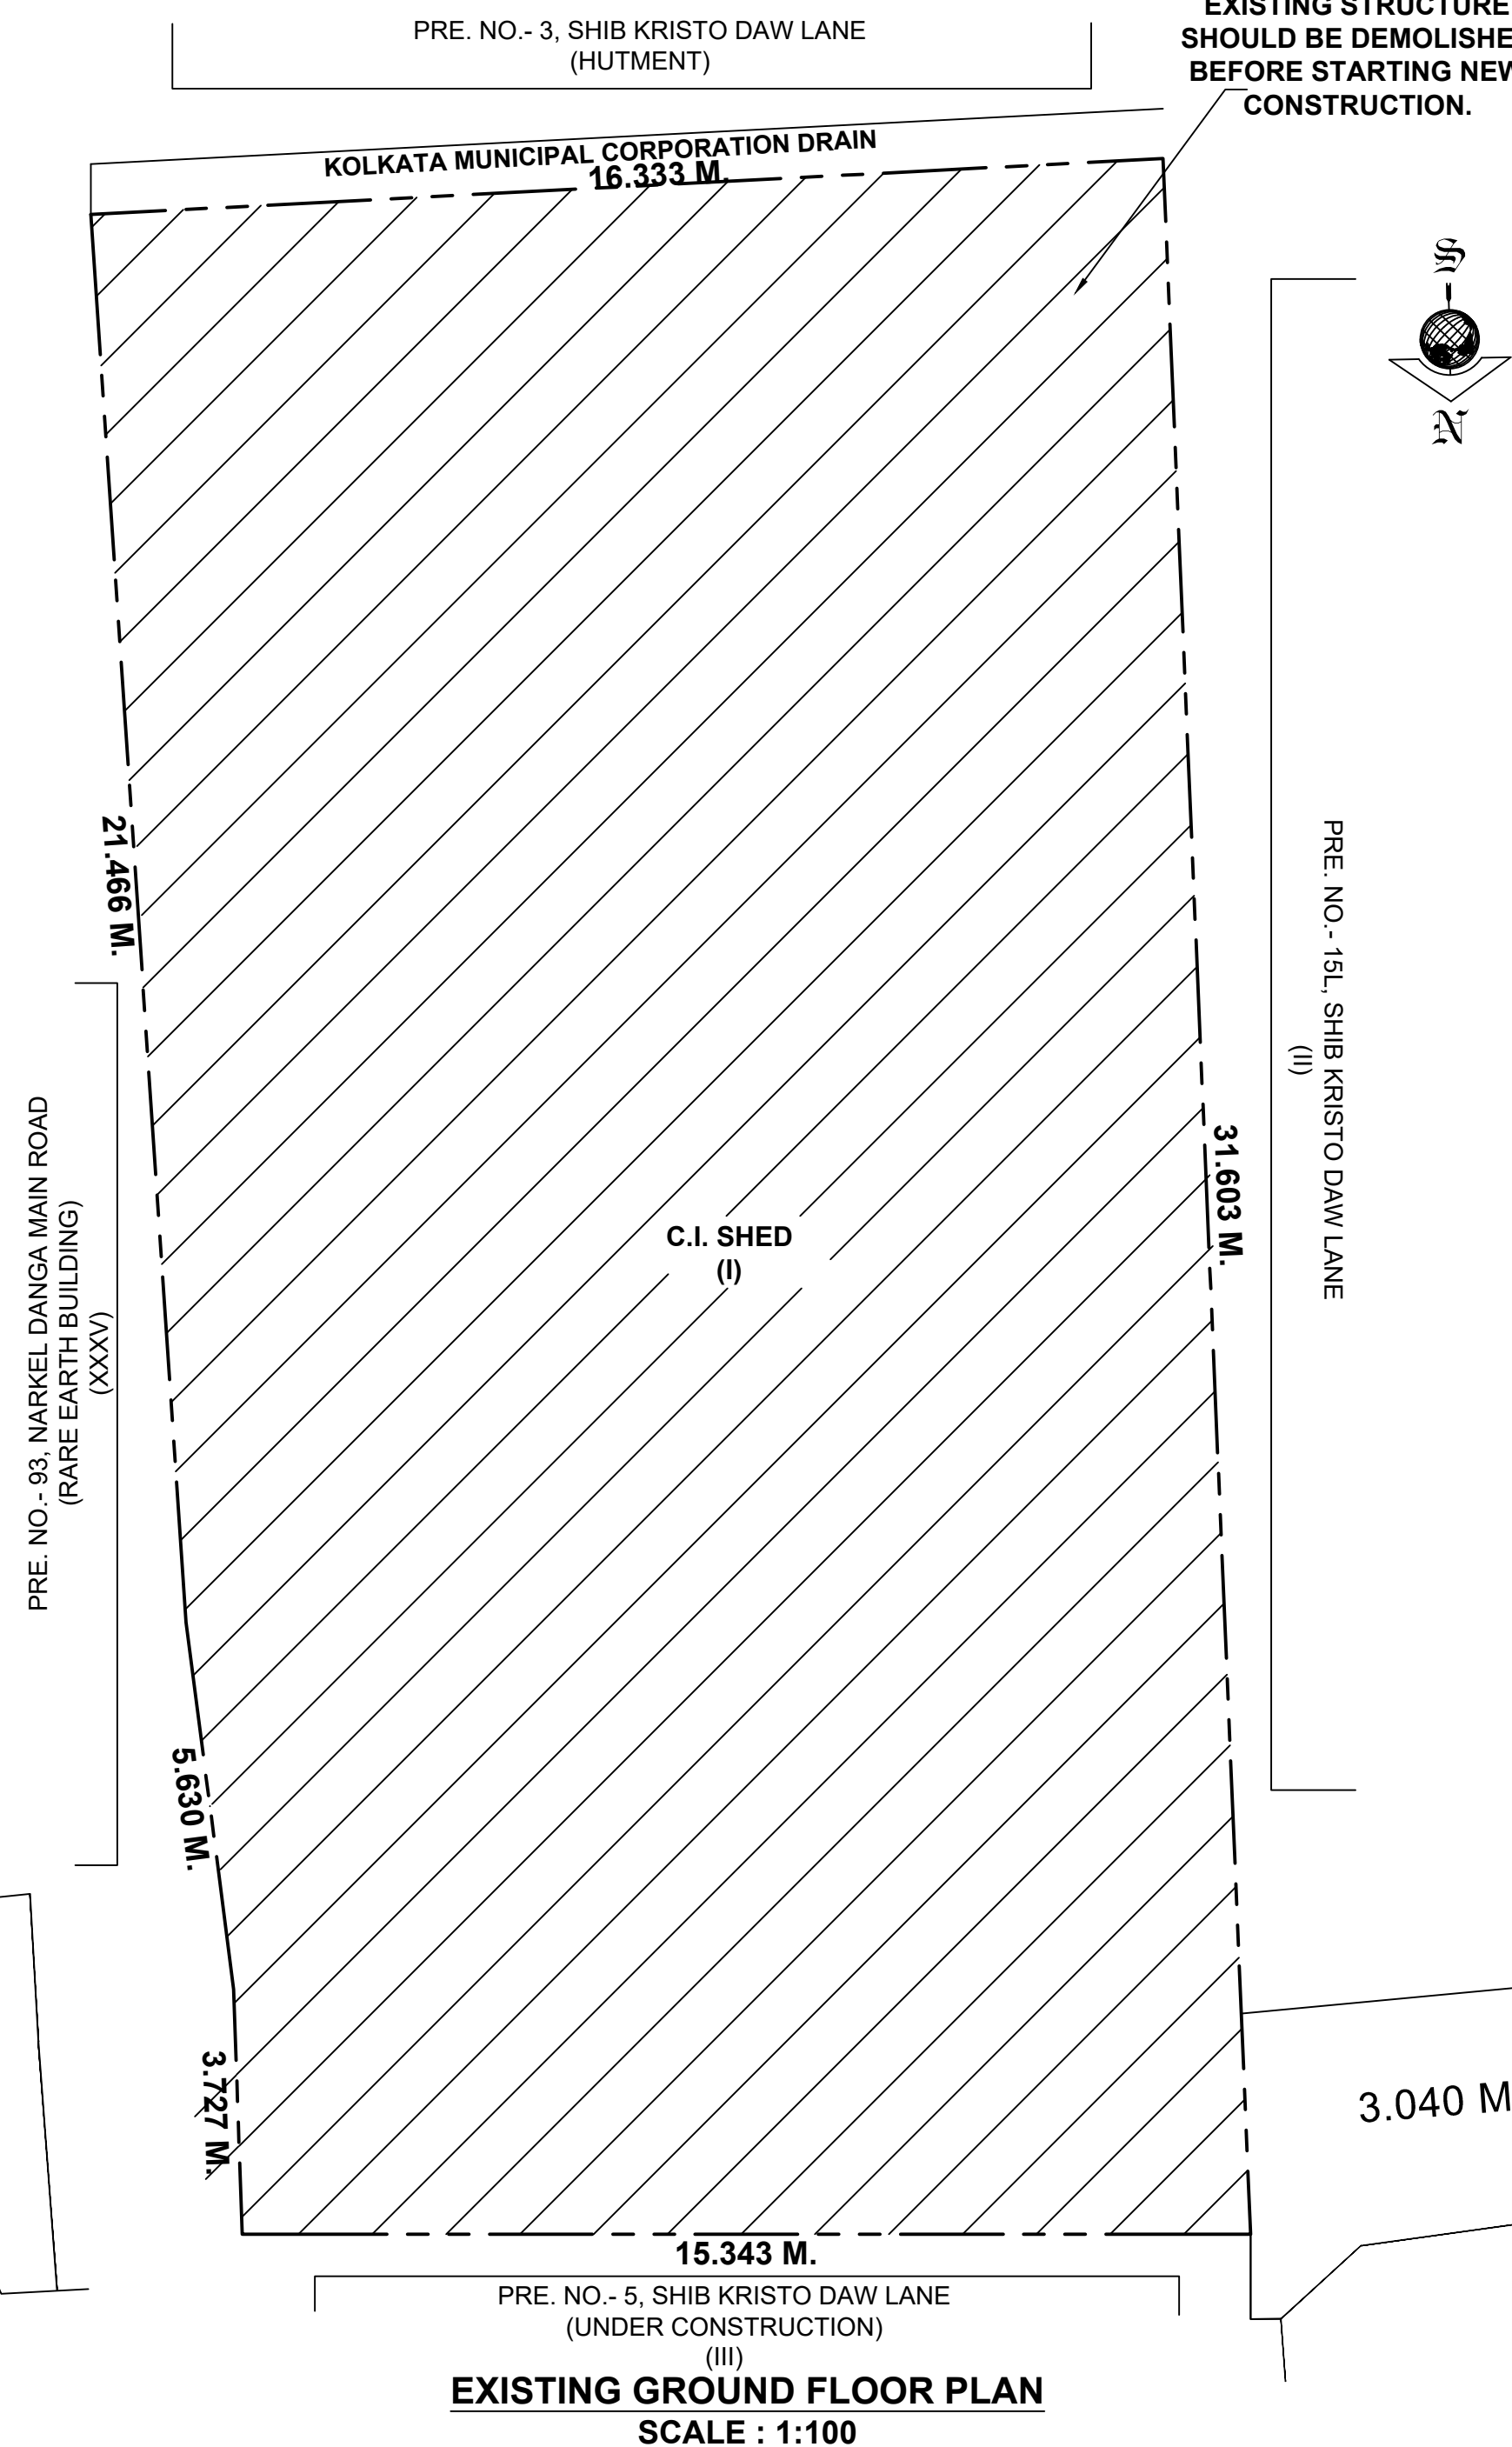 PRE. NO.- 3, SHIB KRISTO DAW LANE
(HUTMENT)
EXISTING STRUCTURE
SHOULD BE DEMOLISHE
BEFORE STARTING NEW
CONSTRUCTION.
KOLKATA MUNICIPAL CORPORATION DRAIN
16.333 M.
S
N
21.466 M.
PRE. NO.- 15L, SHIB KRISTO DAW LANE
(II)
31.603 M.
PRE. NO.- 93, NARKEL DANGA MAIN ROAD
(RARE EARTH BUILDING)
(XXXV)
C.I. SHED
(I)
5.630 M.
3.727 M.
3.040 M
15.343 M.
PRE. NO.- 5, SHIB KRISTO DAW LANE
(UNDER CONSTRUCTION)
(III)
EXISTING GROUND FLOOR PLAN
SCALE : 1:100